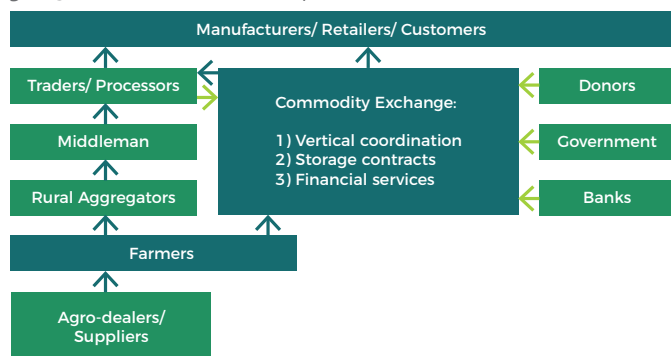 Manufacturers/ Retailers/ Customers
Traders/ Processors
Commodity Exchange:
1) Vertical coordination
2) Storage contracts
3) Financial services
Donors
Middleman
Government
Rural Aggregators
Banks
Farmers
Agro-dealers/
Suppliers